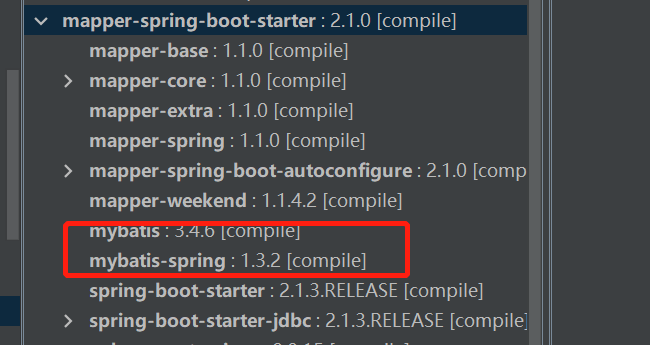 mapper-spring-boot-starter : 2.1.0 [compile]
mapper-base : 1.1.0 [compile]
mapper-core : 1.1.0 [compile]
mapper-extra : 1.1.0 [compile]
mapper-spring : 1.1.0 [compile]
mapper-spring-boot-autoconfigure : 2.1.0 [comp
mapper-weekend : 1.1.4.2 [compile]
mybatis : 3.4.6 [compile]
mybatis-spring : 1.3.2 [compile]
spring-boot-starter : 2.1.3.RELEASE [compile]
spring-boot-starter-jdbc : 2.1.3.RELEASE [compile]